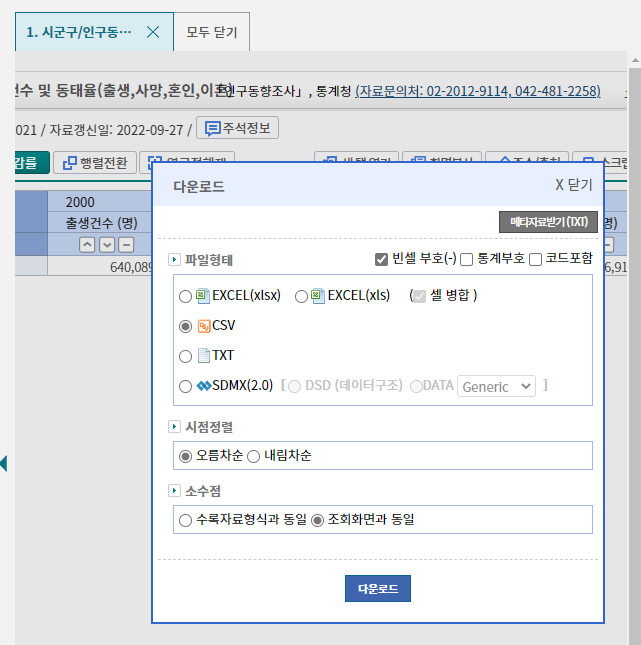 1. 시군구/인구동… 모두 닫기
건수 및 동태율(출생,사망,혼인,이혼)
인구동향조사」, 통계청 (자료문의처: 02-2012-9114, 042-481-2258)
021 / 자료갱신일: 2022-09-27 / 주석정보
감률 행렬전환
2000
출생건수 (명)
640,089
다운로드 X 닫기
메타자료받기(TXT)
파일형태 빈셀 부호(-) 통계부호 코드포함
EXCEL(xlsx) EXCEL(xls) ( 셀 병합 )
CSV
TXT
SDMX(2.0) [ DSD (데이터구조) DATA Generic ]
시점정렬
오름차순 내림차순
소수점
수록자료형식과 동일 조회화면과 동일
다운로드